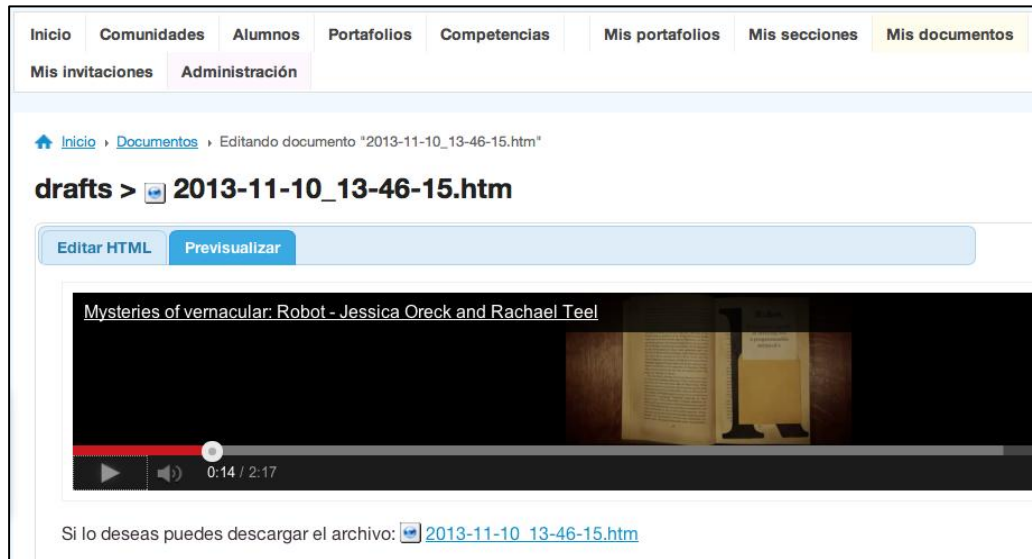 Inicio Comunidades Alumnos Portafolios Competencias Mis portafolios Mis secciones Mis documentos
Mis invitaciones Administración
Inicio › Documentos › Editando documento "2013-11-10_13-46-15.htm"
drafts > 2013-11-10_13-46-15.htm
Editar HTML Previsualizar
Mysteries of vernacular: Robot - Jessica Oreck and Rachael Teel
0:14 / 2:17
Si lo deseas puedes descargar el archivo: 2013-11-10_13-46-15.htm